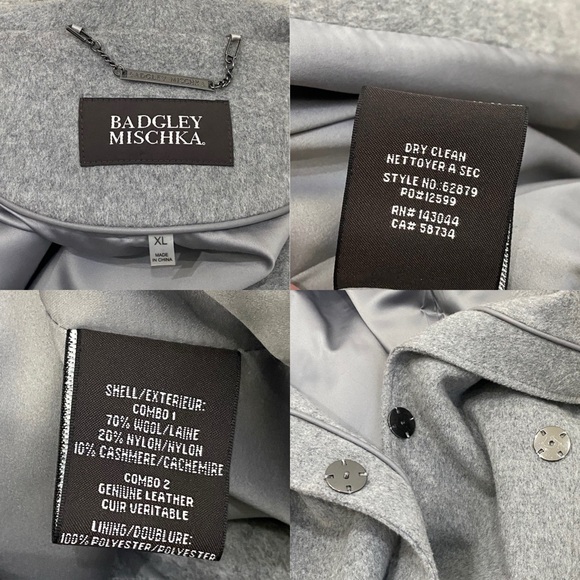 BADGLEY MISCHKA
BADGLEY
MISCHKA®
XL
MADE
IN CHINA
DRY CLEAN
NETTOYER A SEC
STYLE NO.:62879
PO#12599
RN# 143044
CA# 58734
SHELL/EXTERIEUR:
COMBO 1
70% WOOL/LAINE
20% NYLON/NYLON
10% CASHMERE/CACHEMIRE
COMBO 2
GENIUNE LEATHER
CUIR VERITABLE
LINING/DOUBLURE:
100% POLYESTER/POLYESTER